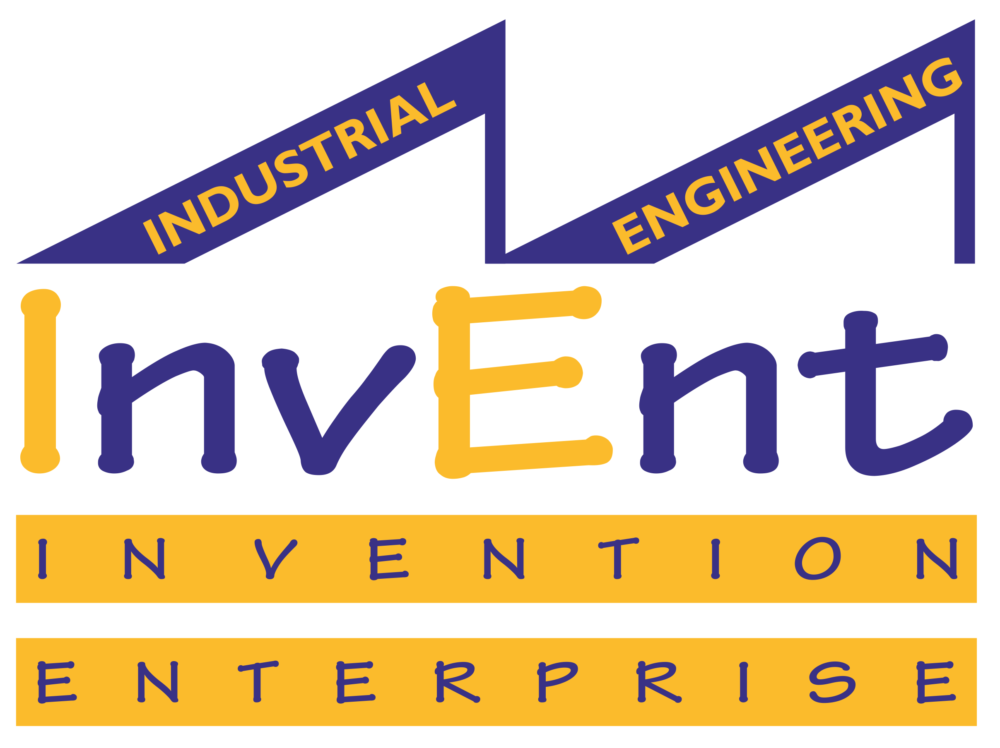 INDUSTRIAL
ENGINEERING
InvEnt
INVENTION
ENTERPRISE